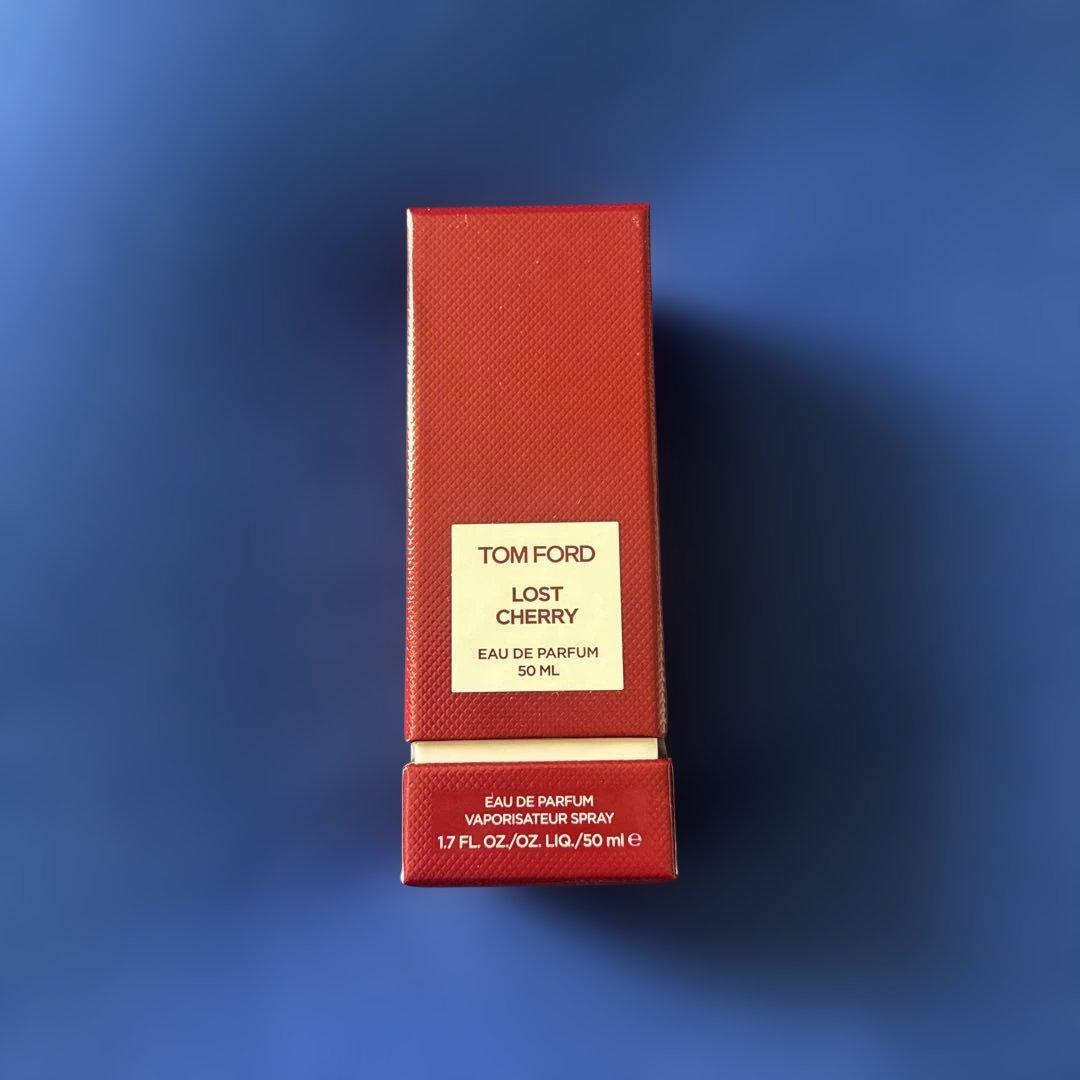 TOM FORD
LOST
CHERRY
EAU DE PARFUM
50 ML
EAU DE PARFUM
VAPORISATEUR SPRAY
1.7 FL. OZ./OZ. LIQ./50 ml ℮